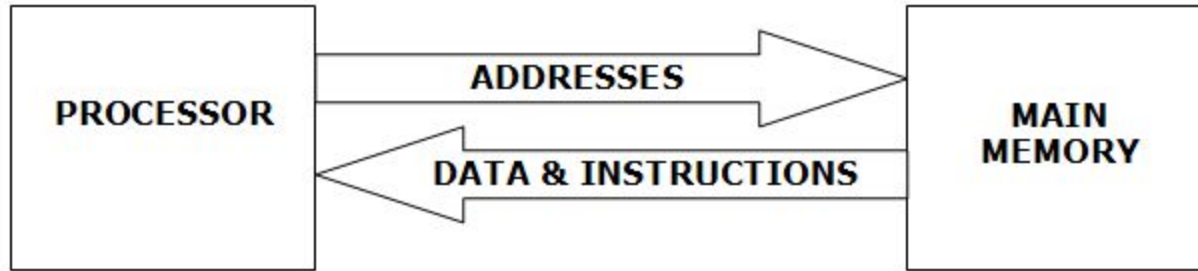 PROCESSOR
ADDRESSES
DATA & INSTRUCTIONS
MAIN
MEMORY